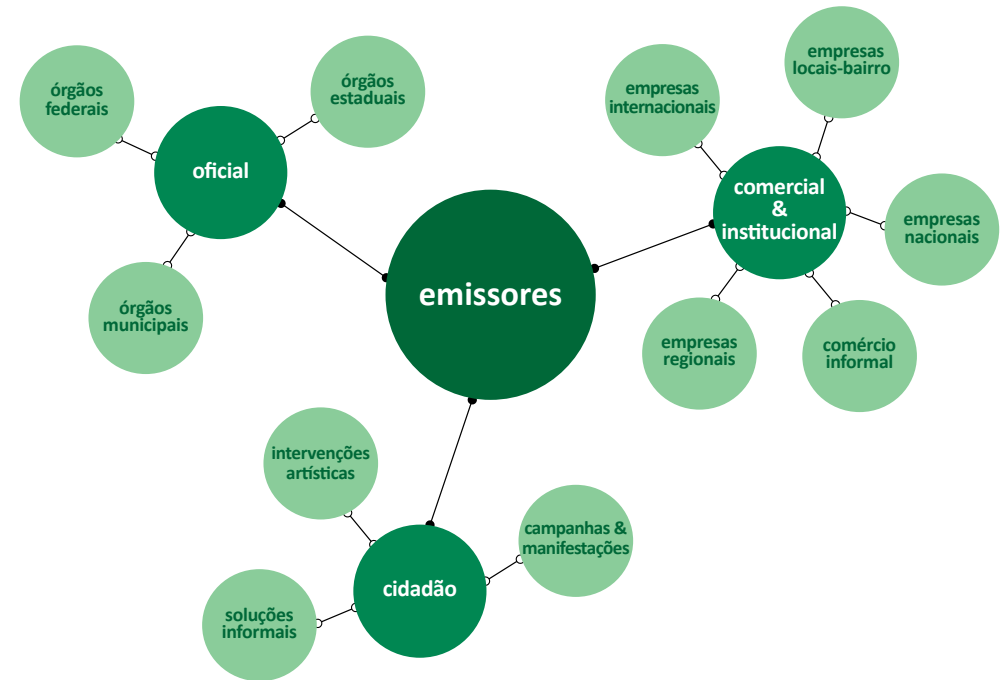 órgãos
federais
órgãos
estaduais
oficial
órgãos
municipais
emissores
empresas
internacionais
empresas
locais-bairro
comercial
&
institucional
empresas
nacionais
empresas
regionais
comércio
informal
intervenções
artísticas
campanhas &
manifestações
cidadão
soluções
informais